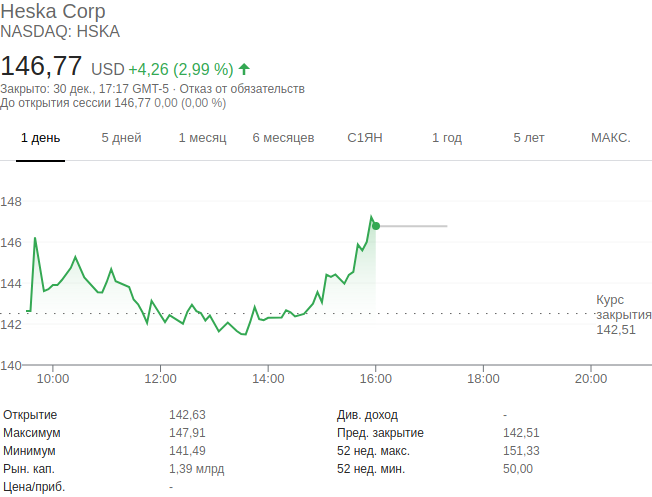 Heska Corp
NASDAQ: HSKA
146,77 USD +4,26 (2,99 %)
Закрыто: 30 дек., 17:17 GMT-5 · Отказ от обязательств
До открытия сессии 146,77 0,00 (0,00 %)
1 день 5 дней 1 месяц 6 месяцев С1ЯН 1 год 5 лет МАКС.
148
146
144
142
140
Курс
закрытия
142,51
10:00 12:00 14:00 16:00 18:00 20:00
Открытие 142,63 Див. доход -
Максимум 147,91 Пред. закрытие 142,51
Минимум 141,49 52 нед. макс. 151,33
Рын. кап. 1,39 млрд 52 нед. мин. 50,00
Цена/приб. -